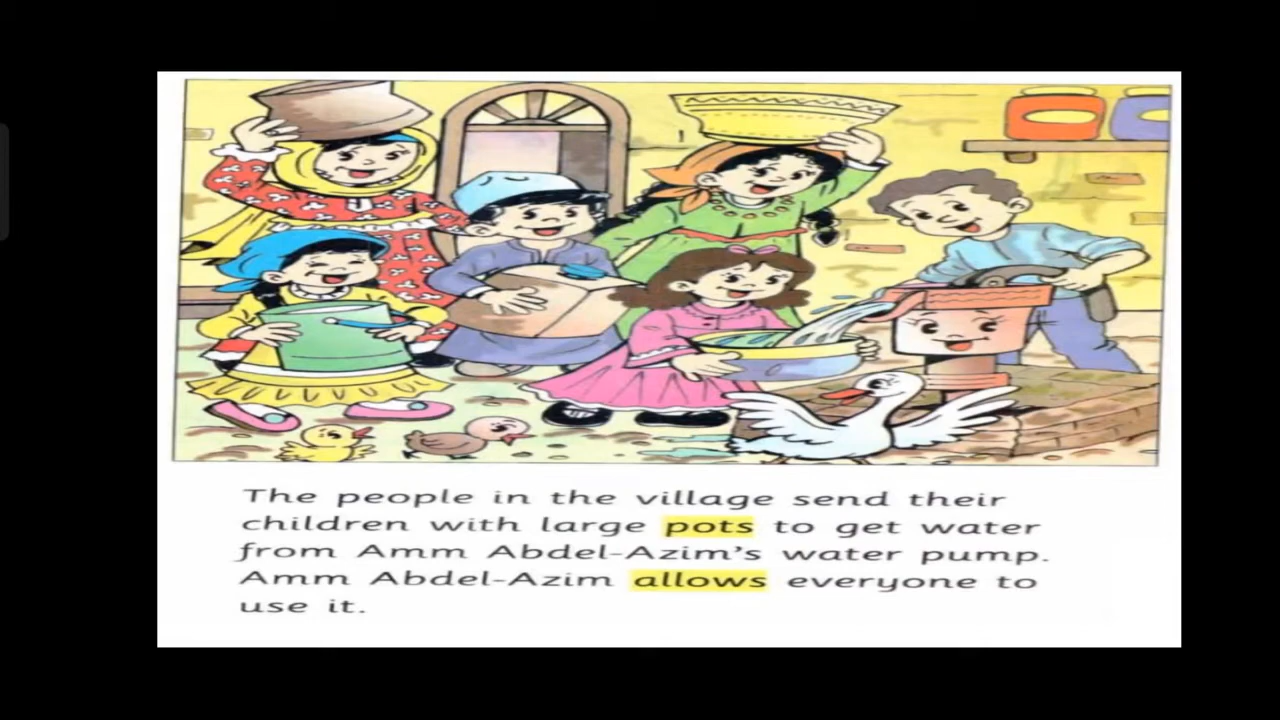 The people in the village send their
children with large pots to get water
from Amm Abdel-Azim's water pump.
Amm Abdel-Azim allows everyone to
use it.